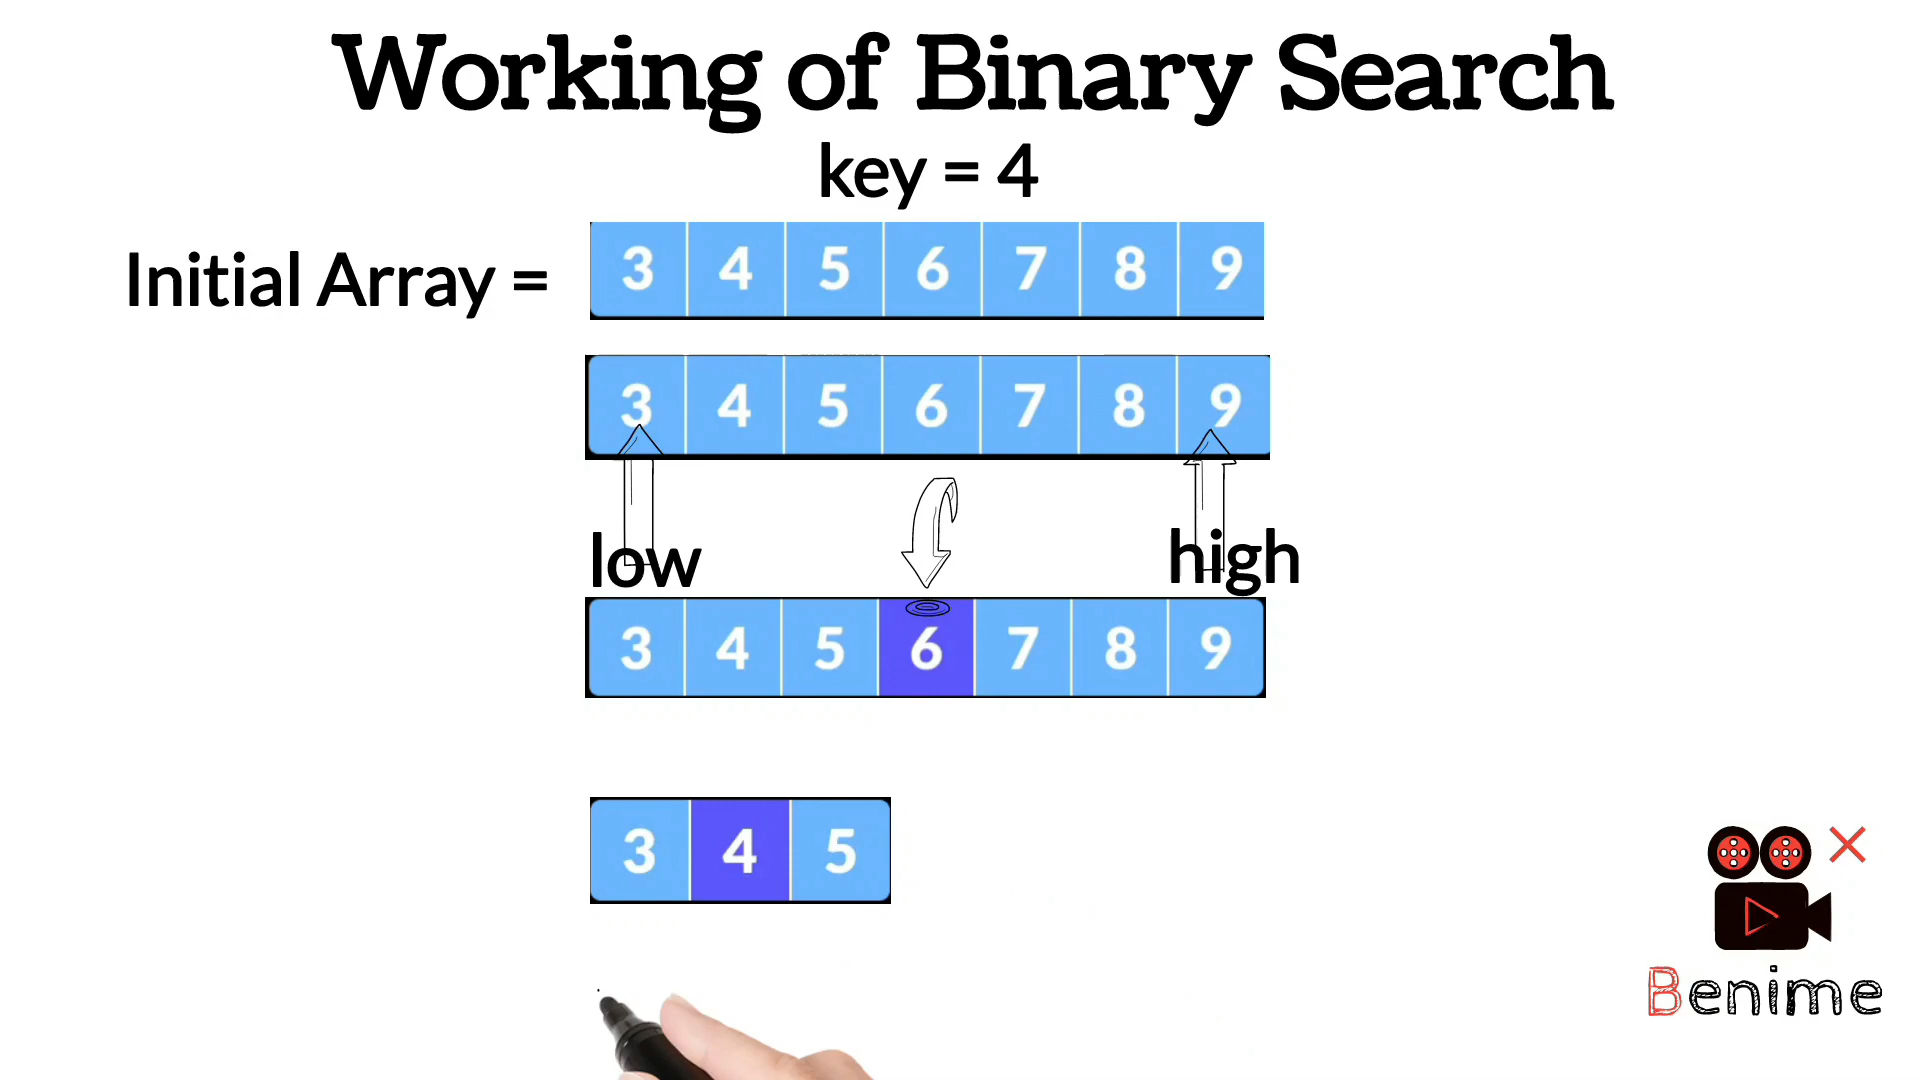 Working of Binary Search
key = 4
Initial Array = 3 4 5 6 7 8 9
3 4 5 6 7 8 9
low high
3 4 5 6 7 8 9
3 4 5
Benime